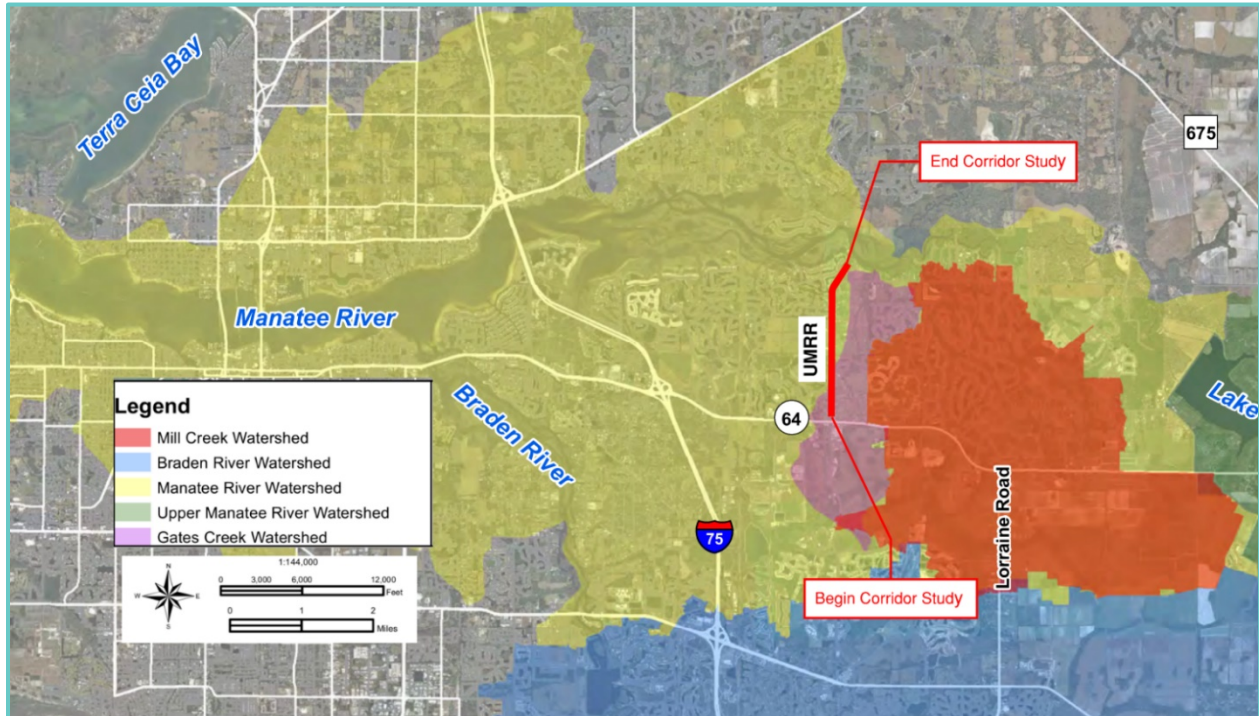 Terra Ceia Bay
675
End Corridor Study
Manatee River
UMRR
Braden River
64
Lake
Lorraine Road
75
Begin Corridor Study
Legend
Mill Creek Watershed
Braden River Watershed
Manatee River Watershed
Upper Manatee River Watershed
Gates Creek Watershed
1:144,000
N
W
E
S
0 3,000 6,000 12,000
Feet
0 1 2
Miles